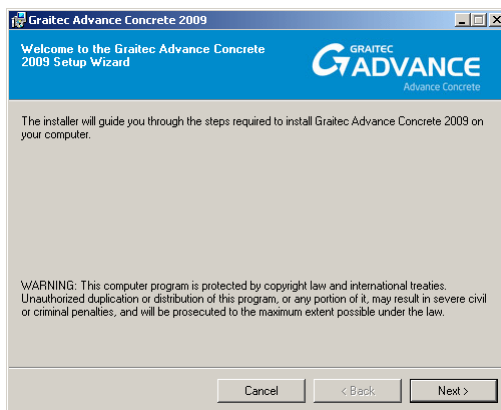 Graitec Advance Concrete 2009
Welcome to the Graitec Advance Concrete
2009 Setup Wizard
GRAITEC
ADVANCE
Advance Concrete
The installer will guide you through the steps required to install Graitec Advance Concrete 2009 on
your computer.
WARNING: This computer program is protected by copyright law and international treaties.
Unauthorized duplication or distribution of this program, or any portion of it, may result in severe civil
or criminal penalties, and will be prosecuted to the maximum extent possible under the law.
Cancel
< Back
Next >